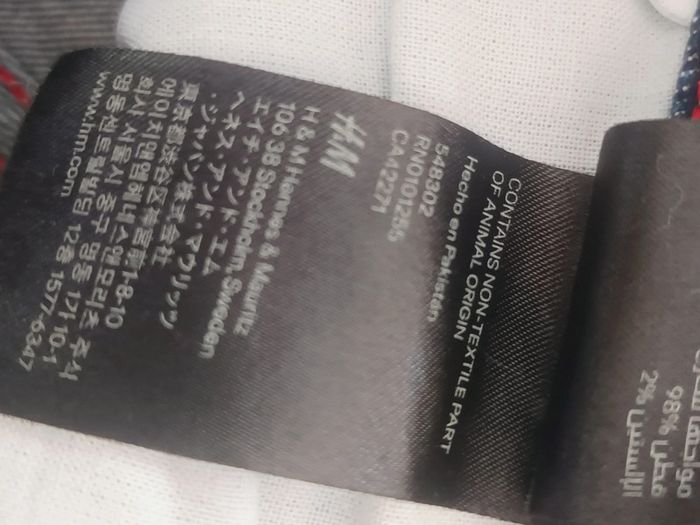 CONTAINS NON-TEXTILE PART
OF ANIMAL ORIGIN
Hecho en Pakistán
548302
RN0101255
CA42271
H&M
H & M Hennes & Mauritz
106 38 Stockholm, Sweden
エイチ・アンド・エム
ヘネス・アンド・マウリッツ
・ジャパン株式会社
東京都渋谷区神宮前1-8-10
에이치앤엠헤네스앤모리츠 주식
회사 서울시 중구 명동 1가 10-1
명동센트럴빌딩 12층 1577-6347
www.hm.com
قطن 98%
الإلستين 2%